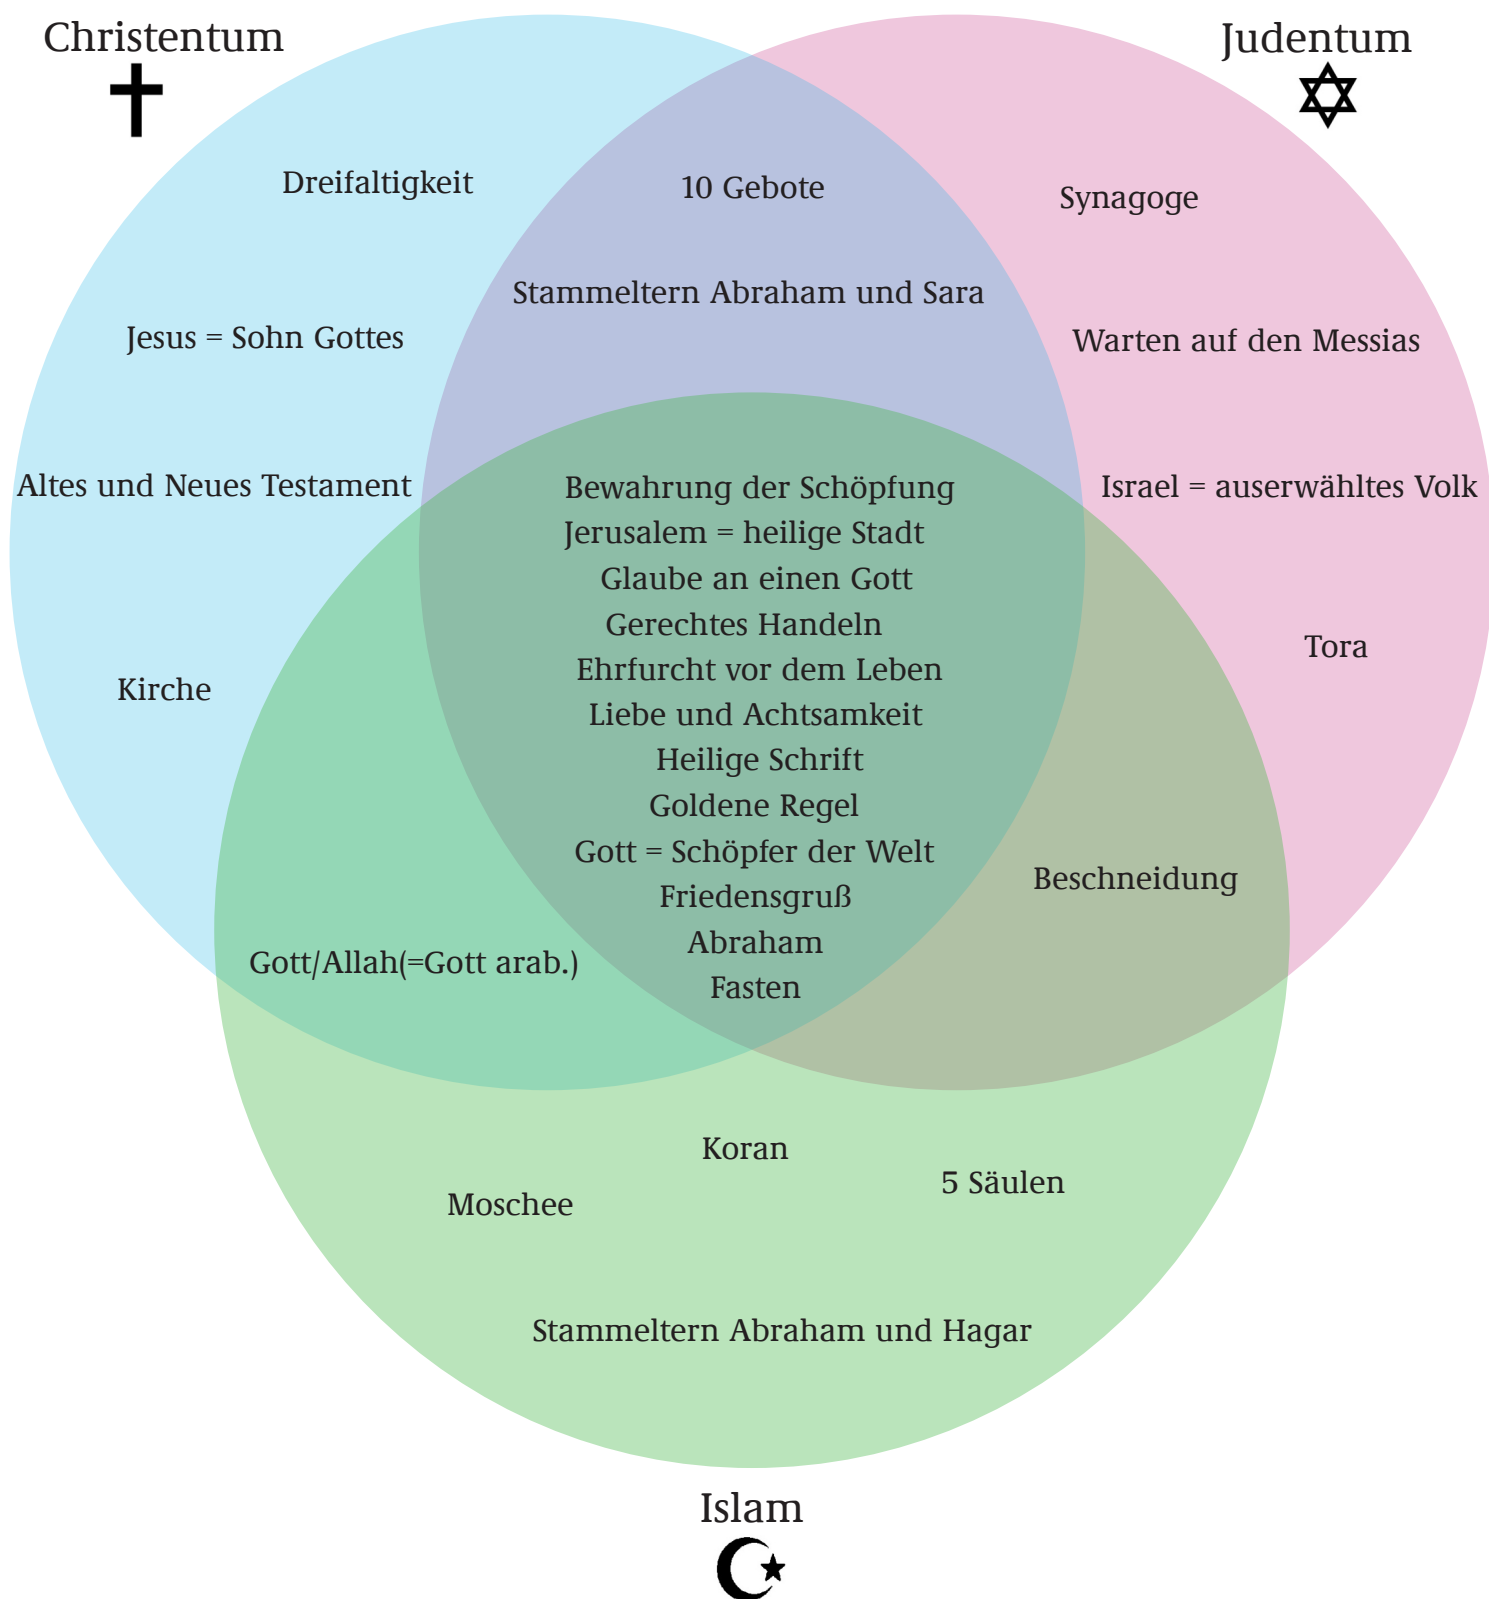 Christentum
Judentum
Dreifaltigkeit
10 Gebote
Synagoge
Stammeltern Abraham und Sara
Jesus = Sohn Gottes
Warten auf den Messias
Altes und Neues Testament
Bewahrung der Schöpfung
Israel = auserwähltes Volk
Jerusalem = heilige Stadt
Glaube an einen Gott
Gerechtes Handeln
Tora
Ehrfurcht vor dem Leben
Kirche
Liebe und Achtsamkeit
Heilige Schrift
Goldene Regel
Gott = Schöpfer der Welt
Beschneidung
Friedensgruß
Abraham
Gott/Allah(=Gott arab.)
Fasten
Koran
5 Säulen
Moschee
Stammeltern Abraham und Hagar
Islam